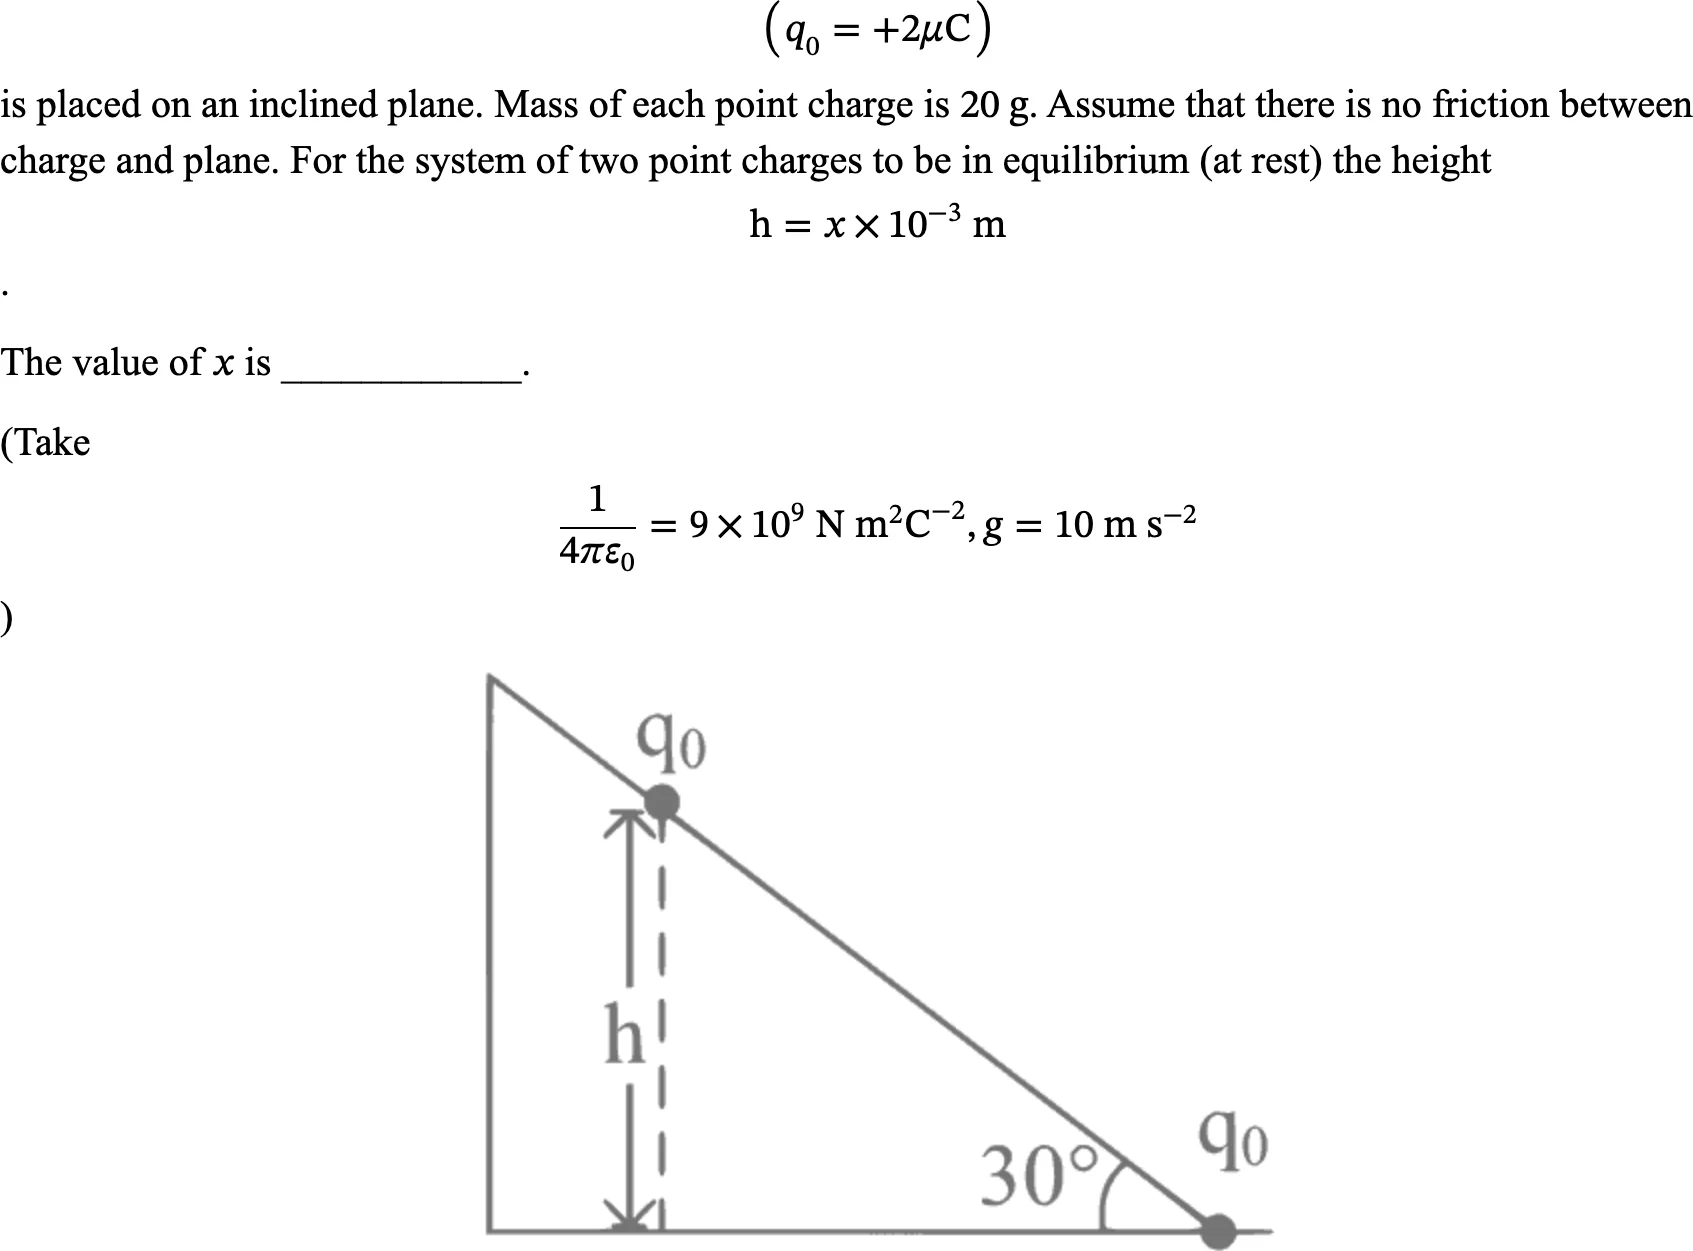 (q₀ = +2μC)
is placed on an inclined plane. Mass of each point charge is 20 g. Assume that there is no friction between
charge and plane. For the system of two point charges to be in equilibrium (at rest) the height
h = x × 10⁻³ m
.
The value of x is ____________.
(Take
1/(4πε₀) = 9 × 10⁹ N m²C⁻², g = 10 m s⁻²
)
q₀
h
30°
q₀